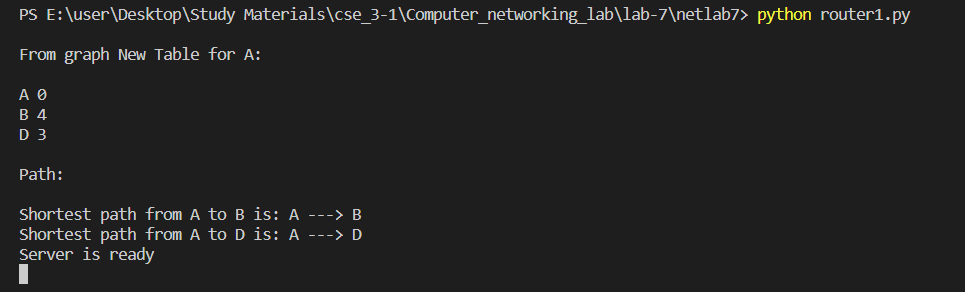 PS E:\user\Desktop\Study Materials\cse_3-1\Computer_networking_lab\lab-7\netlab7> python router1.py
From graph New Table for A:
A 0
B 4
D 3
Path:
Shortest path from A to B is: A ---> B
Shortest path from A to D is: A ---> D
Server is ready